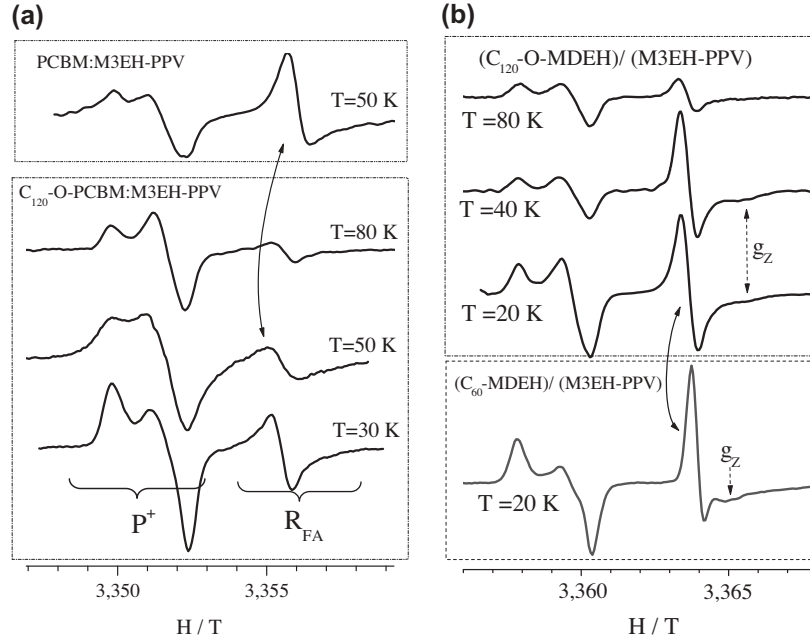 (a)
PCBM:M3EH-PPV
T=50 K
C120-O-PCBM:M3EH-PPV
T=80 K
T=50 K
T=30 K
P+
RFA
3,350
3,355
H / T
(b)
(C120-O-MDEH)/ (M3EH-PPV)
T =80 K
T =40 K
gZ
T =20 K
(C60-MDEH)/ (M3EH-PPV)
gZ
T =20 K
3,360
3,365
H / T